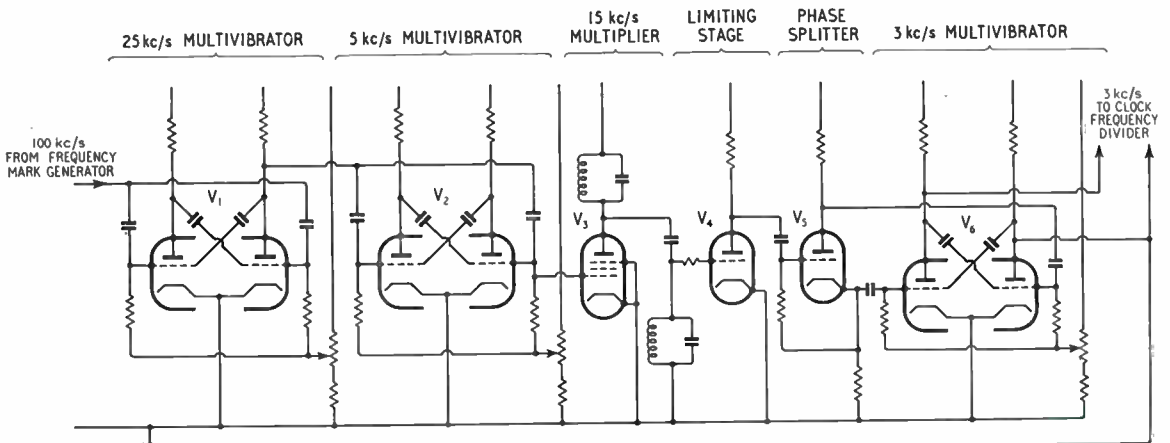 25 kc/s MULTIVIBRATOR
5 kc/s MULTIVIBRATOR
15 kc/s
MULTIPLIER
LIMITING
STAGE
PHASE
SPLITTER
3 kc/s MULTIVIBRATOR
100 kc/s
FROM FREQUENCY
MARK GENERATOR
3 kc/s
TO CLOCK
FREQUENCY
DIVIDER
V1
V2
V3
V4
V5
V6